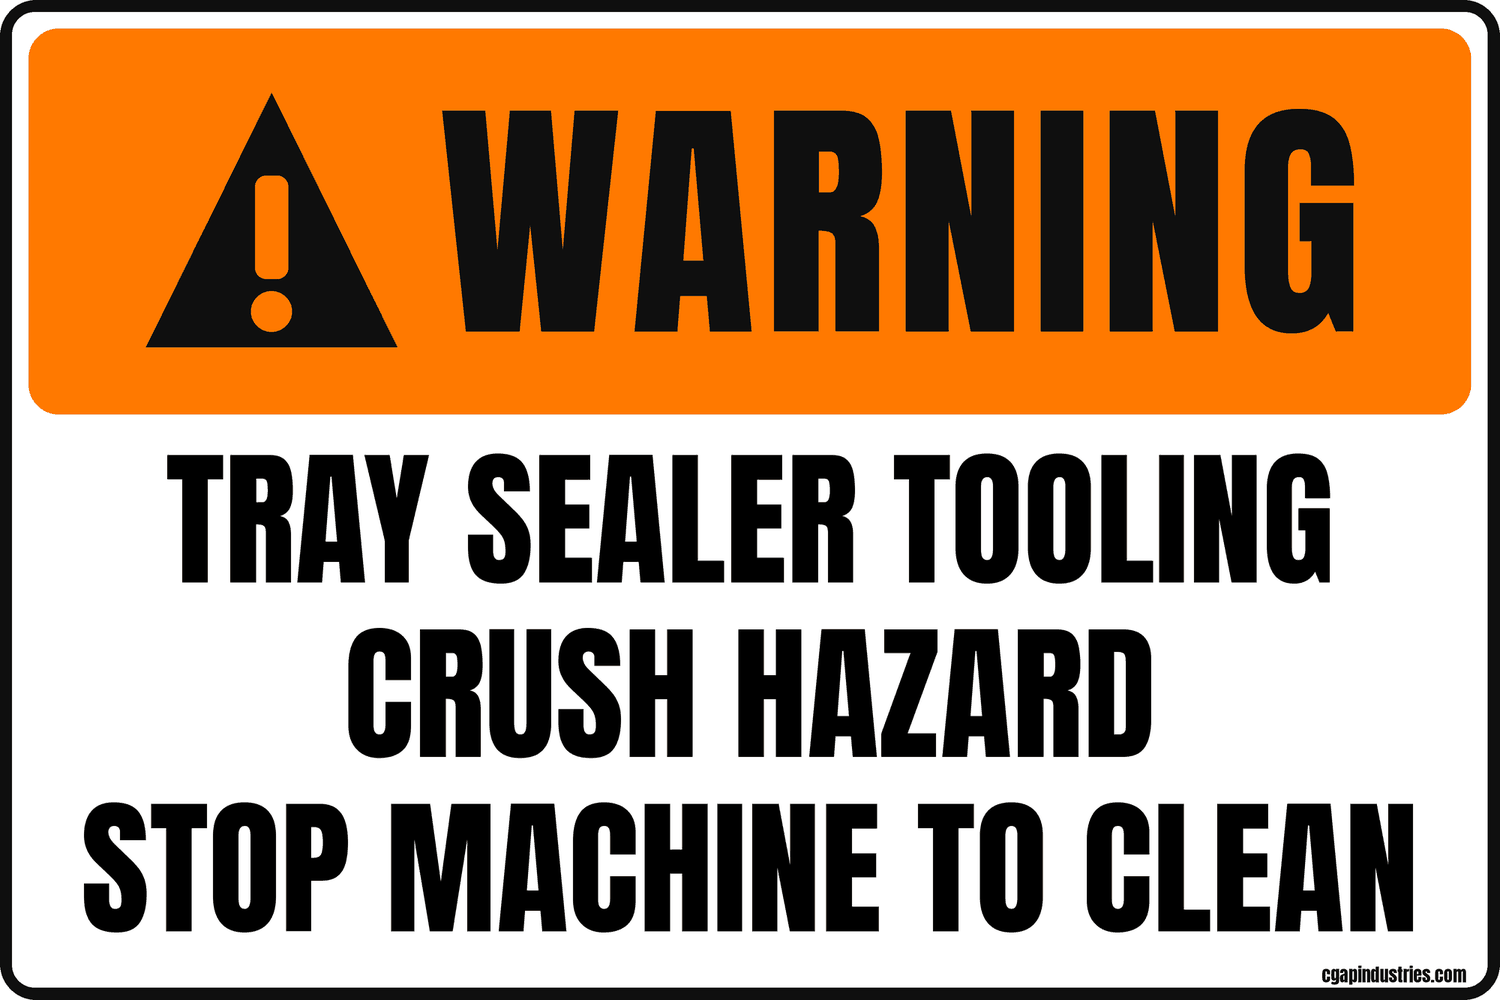 WARNING
TRAY SEALER TOOLING
CRUSH HAZARD
STOP MACHINE TO CLEAN
cgapindustries.com